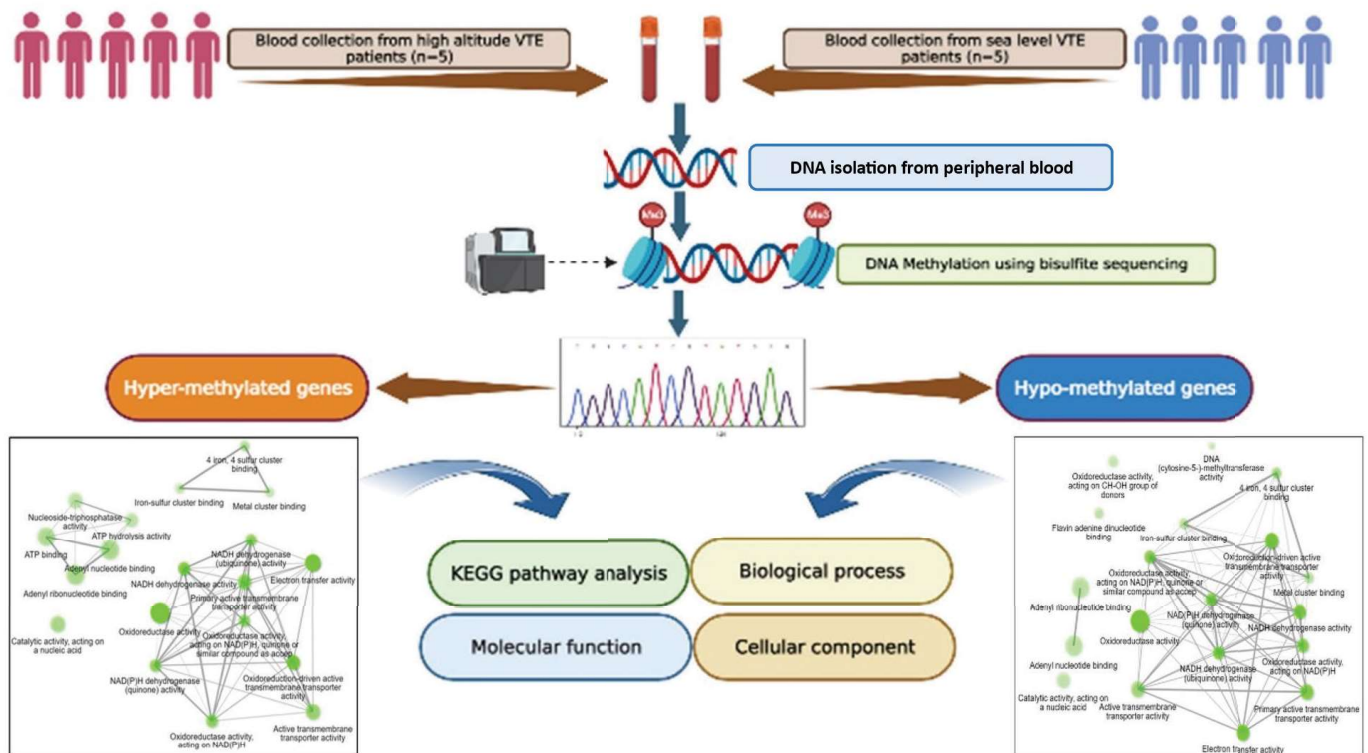 Blood collection from high altitude VTE
patients (n−5)
Blood collection from sea level VTE
patients (n−5)
DNA isolation from peripheral blood
Me3
Me3
DNA Methylation using bisulfite sequencing
Hyper-methylated genes
Hypo-methylated genes
4 iron, 4 sulfur cluster
binding
Iron-sulfur cluster binding
Metal cluster binding
Nucleoside-triphosphatase
activity
ATP hydrolysis activity
ATP binding
Adenyl nucleotide binding
Adenyl ribonucleotide binding
NADH dehydrogenase
(ubiquinone) activity
Electron transfer activity
NADH dehydrogenase activity
Primary active transmembrane
transporter activity
Oxidoreductase activity
Oxidoreductase activity,
acting on NAD(P)H, quinone or
similar compound as accep
Catalytic activity, acting on
a nucleic acid
NAD(P)H dehydrogenase
(quinone) activity
Oxidoreduction-driven active
transmembrane transporter
activity
Oxidoreductase activity,
acting on NAD(P)H
Active transmembrane
transporter activity
KEGG pathway analysis
Biological process
Molecular function
Cellular component
DNA
(cytosine-5-)-methyltransferase
activity
Oxidoreductase activity,
acting on CH-OH group of
donors
4 iron, 4 sulfur cluster
binding
Flavin adenine dinucleotide
binding
Iron-sulfur cluster binding
Oxidoreduction-driven active
transmembrane transporter
activity
Oxidoreductase activity,
acting on NAD(P)H, quinone or
similar compound as accep
Metal cluster binding
Adenyl ribonucleotide binding
NAD(P)H dehydrogenase
(quinone) activity
NADH dehydrogenase activity
Oxidoreductase activity
Adenyl nucleotide binding
NADH dehydrogenase
(ubiquinone) activity
Oxidoreductase activity,
acting on NAD(P)H
Catalytic activity, acting on
a nucleic acid
Active transmembrane
transporter activity
Primary active transmembrane
transporter activity
Electron transfer activity